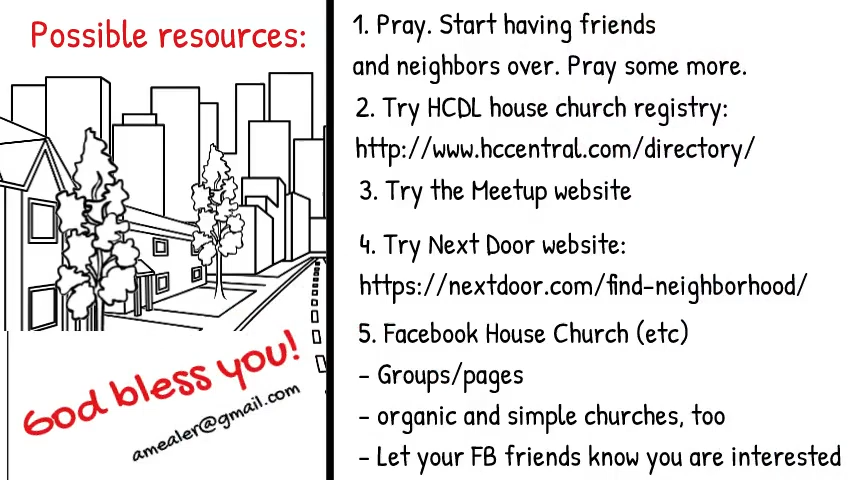 Possible resources:
God bless you!
amealer@gmail.com
1. Pray. Start having friends
and neighbors over. Pray some more.
2. Try HCDL house church registry:
http://www.hccentral.com/directory/
3. Try the Meetup website
4. Try Next Door website:
https://nextdoor.com/find-neighborhood/
5. Facebook House Church (etc)
- Groups/pages
- organic and simple churches, too
- Let your FB friends know you are interested